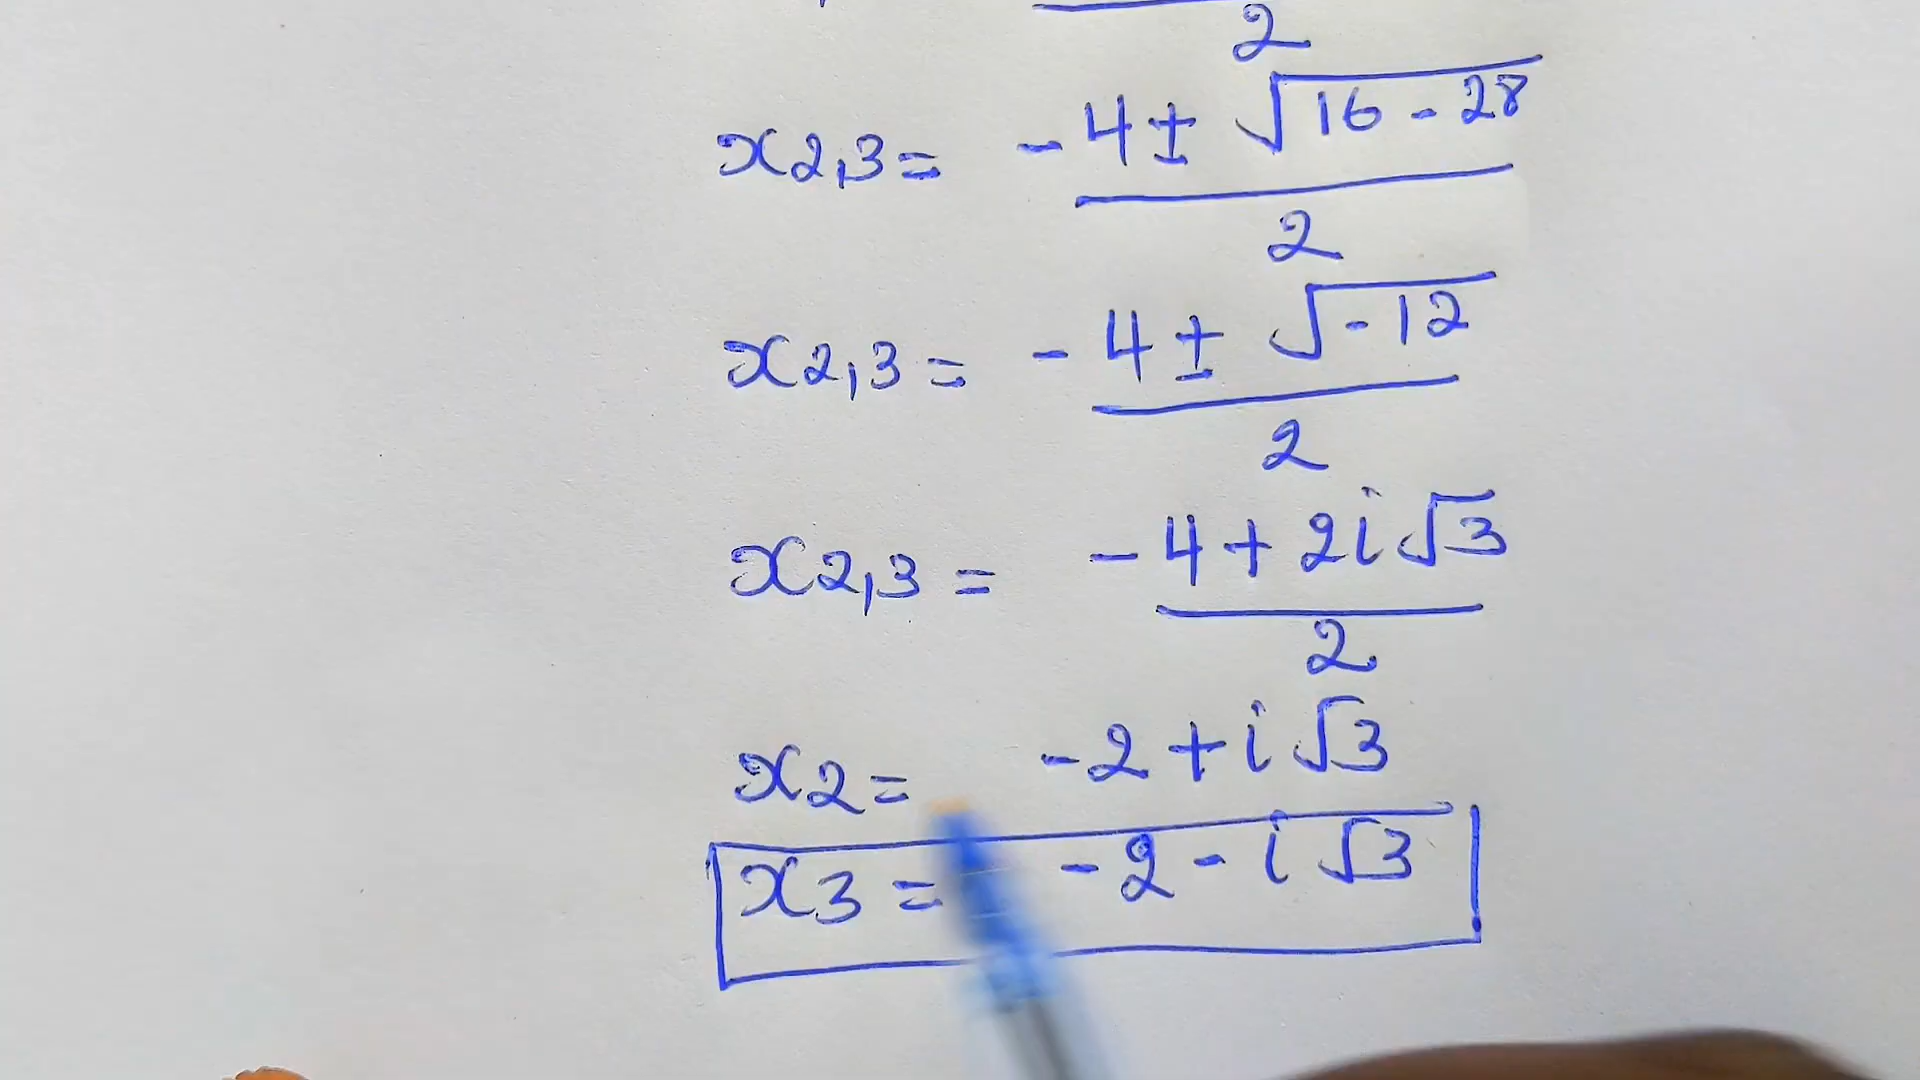 2
x2,3 = -4 ± √16 - 28
2
x2,3 = -4 ± √-12
2
x2,3 = -4 + 2i√3
2
x2 = -2 + i√3
x3 = -2 - i√3